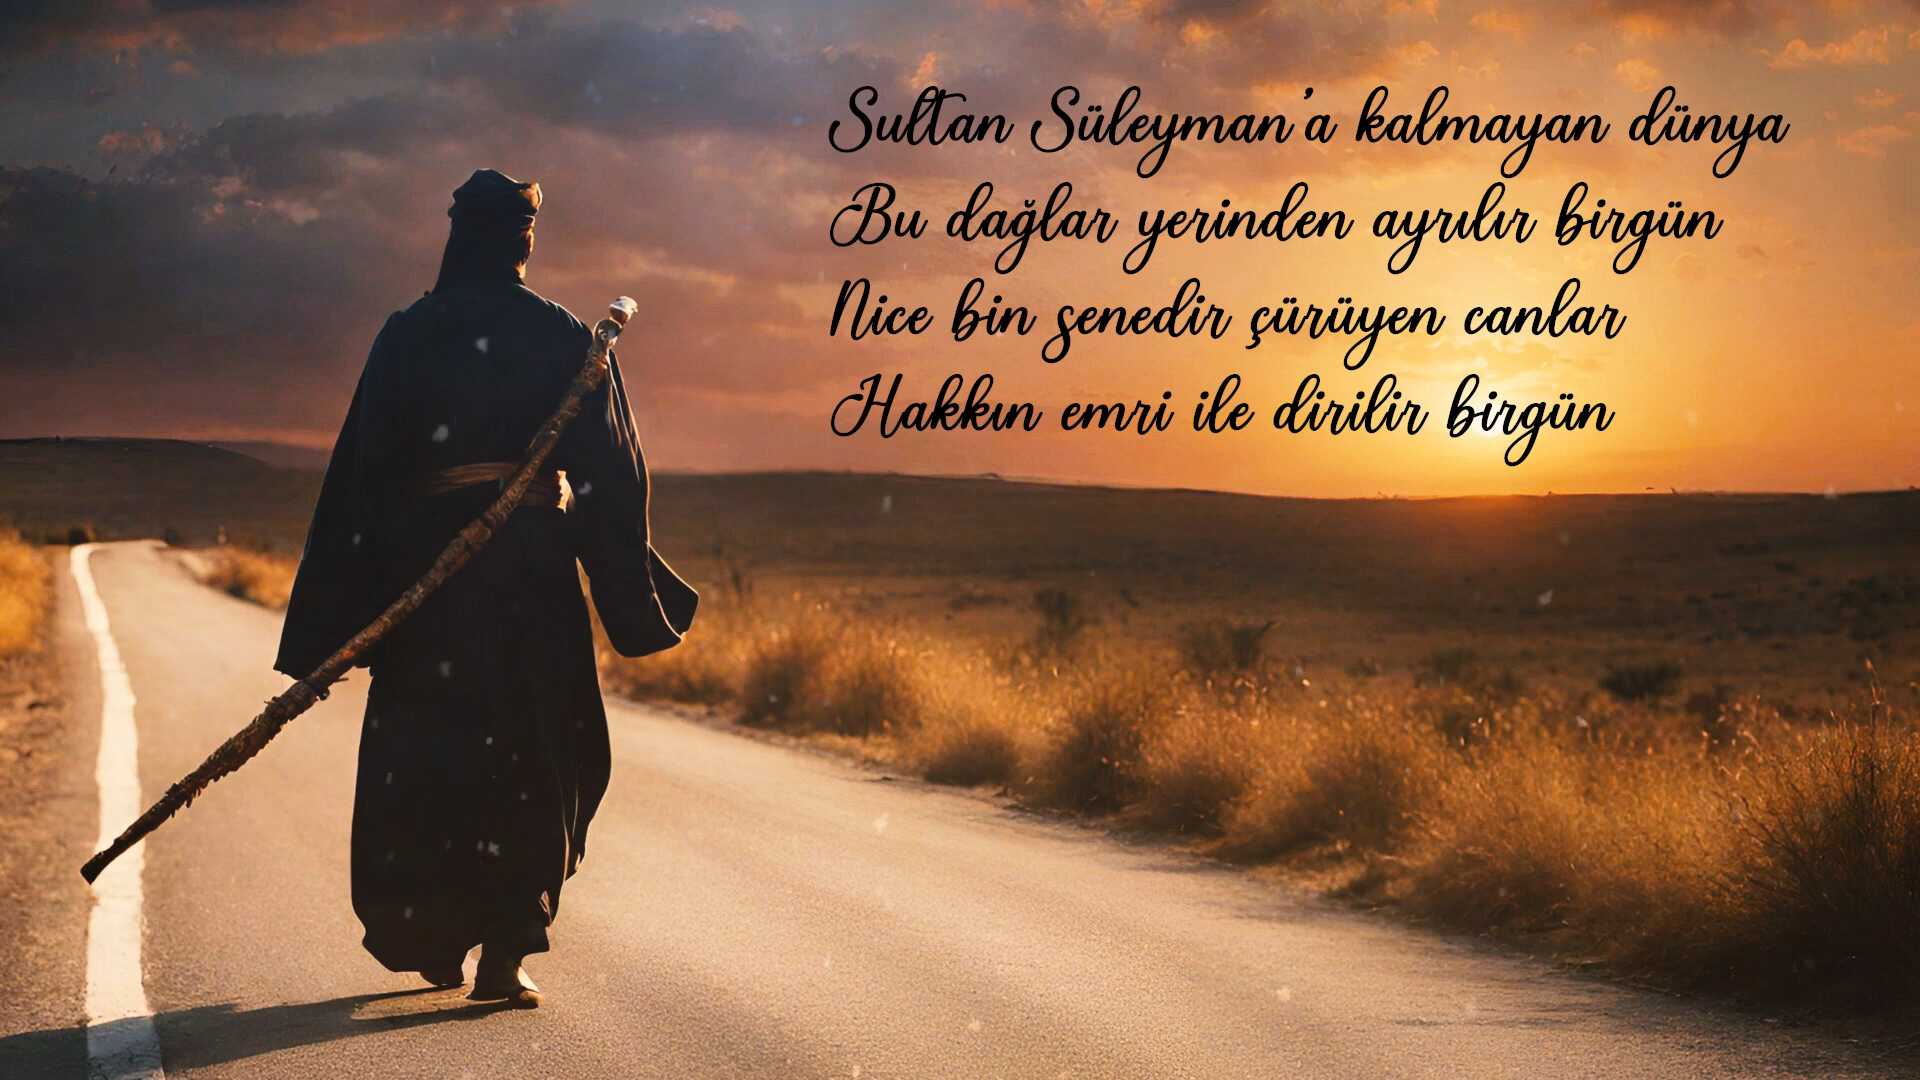 Sultan Süleyman'a kalmayan dünya
Bu dağlar yerinden ayrılır birgün
Nice bin senedir çürüyen canlar
Hakkın emri ile dirilir birgün